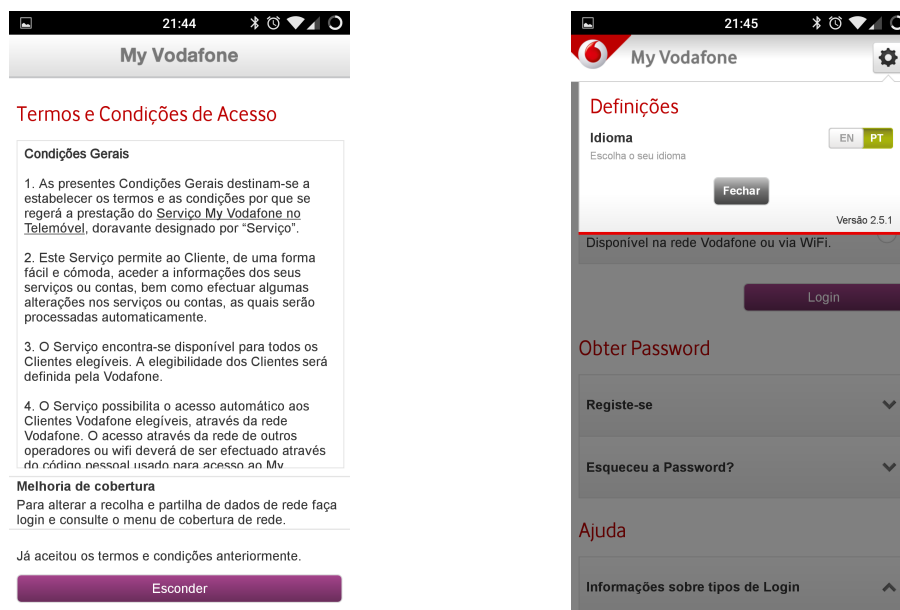 21:44
My Vodafone
Termos e Condições de Acesso
Condições Gerais
1. As presentes Condições Gerais destinam-se a
estabelecer os termos e as condições por que se
regerá a prestação do Serviço My Vodafone no
Telemóvel, doravante designado por “Serviço”.
2. Este Serviço permite ao Cliente, de uma forma
fácil e cómoda, aceder a informações dos seus
serviços ou contas, bem como efectuar algumas
alterações nos serviços ou contas, as quais serão
processadas automaticamente.
3. O Serviço encontra-se disponível para todos os
Clientes elegíveis. A elegibilidade dos Clientes será
definida pela Vodafone.
4. O Serviço possibilita o acesso automático aos
Clientes Vodafone elegíveis, através da rede
Vodafone. O acesso através da rede de outros
operadores ou wifi deverá de ser efectuado através
do código pessoal usado para acesso ao My
Melhoria de cobertura
Para alterar a recolha e partilha de dados de rede faça
login e consulte o menu de cobertura de rede.
Já aceitou os termos e condições anteriormente.
Esconder
21:45
My Vodafone
Definições
Idioma
EN PT
Escolha o seu idioma
Fechar
Versão 2.5.1
Disponível na rede Vodafone ou via WiFi.
Login
Obter Password
Registe-se
Esqueceu a Password?
Ajuda
Informações sobre tipos de Login